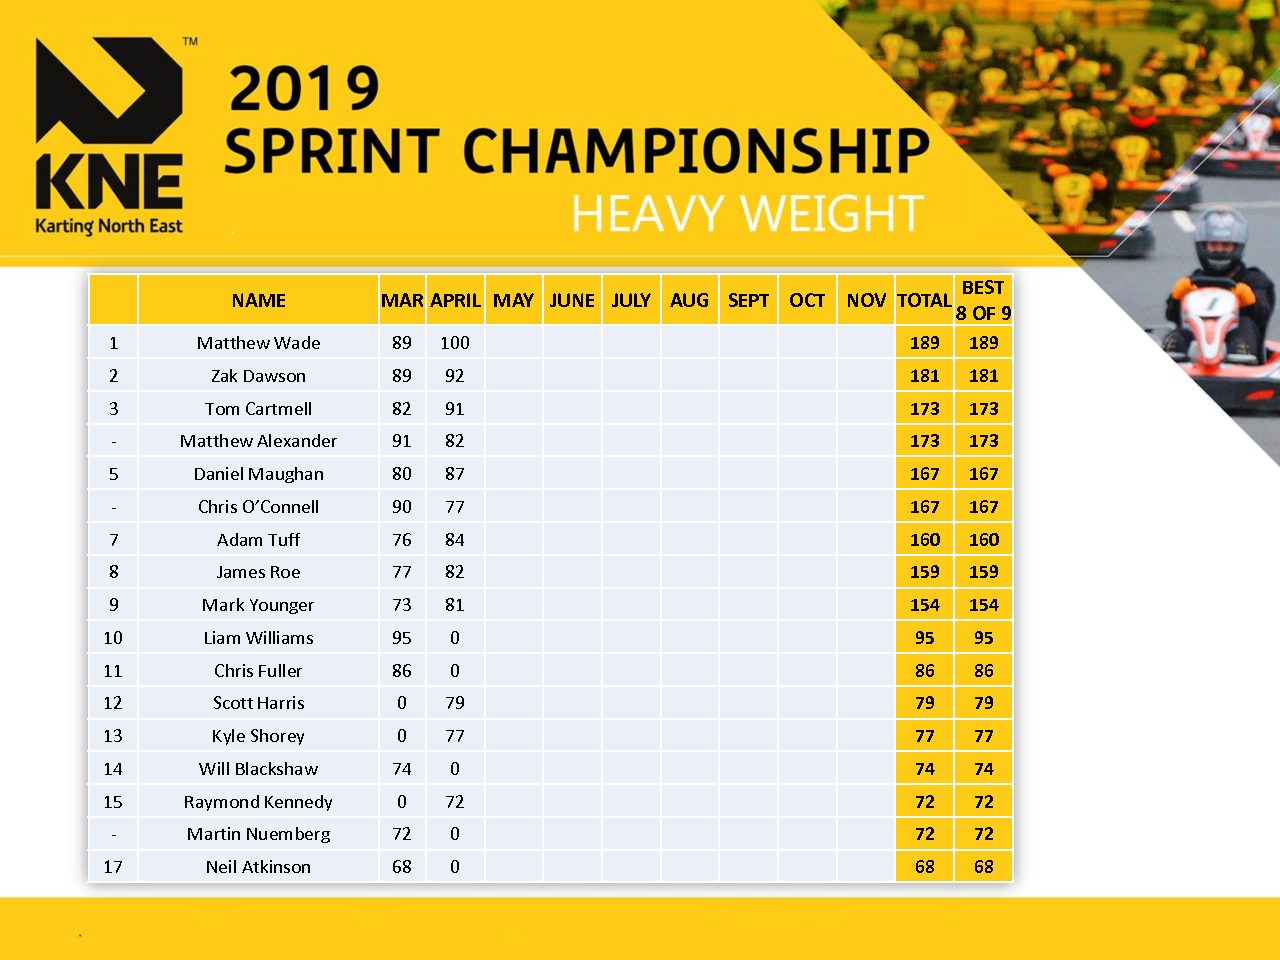 ™
KNE
Karting North East
2019
SPRINT CHAMPIONSHIP
HEAVY WEIGHT
NAME MAR APRIL MAY JUNE JULY AUG SEPT OCT NOV TOTAL BEST 8 OF 9
1 Matthew Wade 89 100 189 189
2 Zak Dawson 89 92 181 181
3 Tom Cartmell 82 91 173 173
- Matthew Alexander 91 82 173 173
5 Daniel Maughan 80 87 167 167
- Chris O’Connell 90 77 167 167
7 Adam Tuff 76 84 160 160
8 James Roe 77 82 159 159
9 Mark Younger 73 81 154 154
10 Liam Williams 95 0 95 95
11 Chris Fuller 86 0 86 86
12 Scott Harris 0 79 79 79
13 Kyle Shorey 0 77 77 77
14 Will Blackshaw 74 0 74 74
15 Raymond Kennedy 0 72 72 72
- Martin Nuemberg 72 0 72 72
17 Neil Atkinson 68 0 68 68